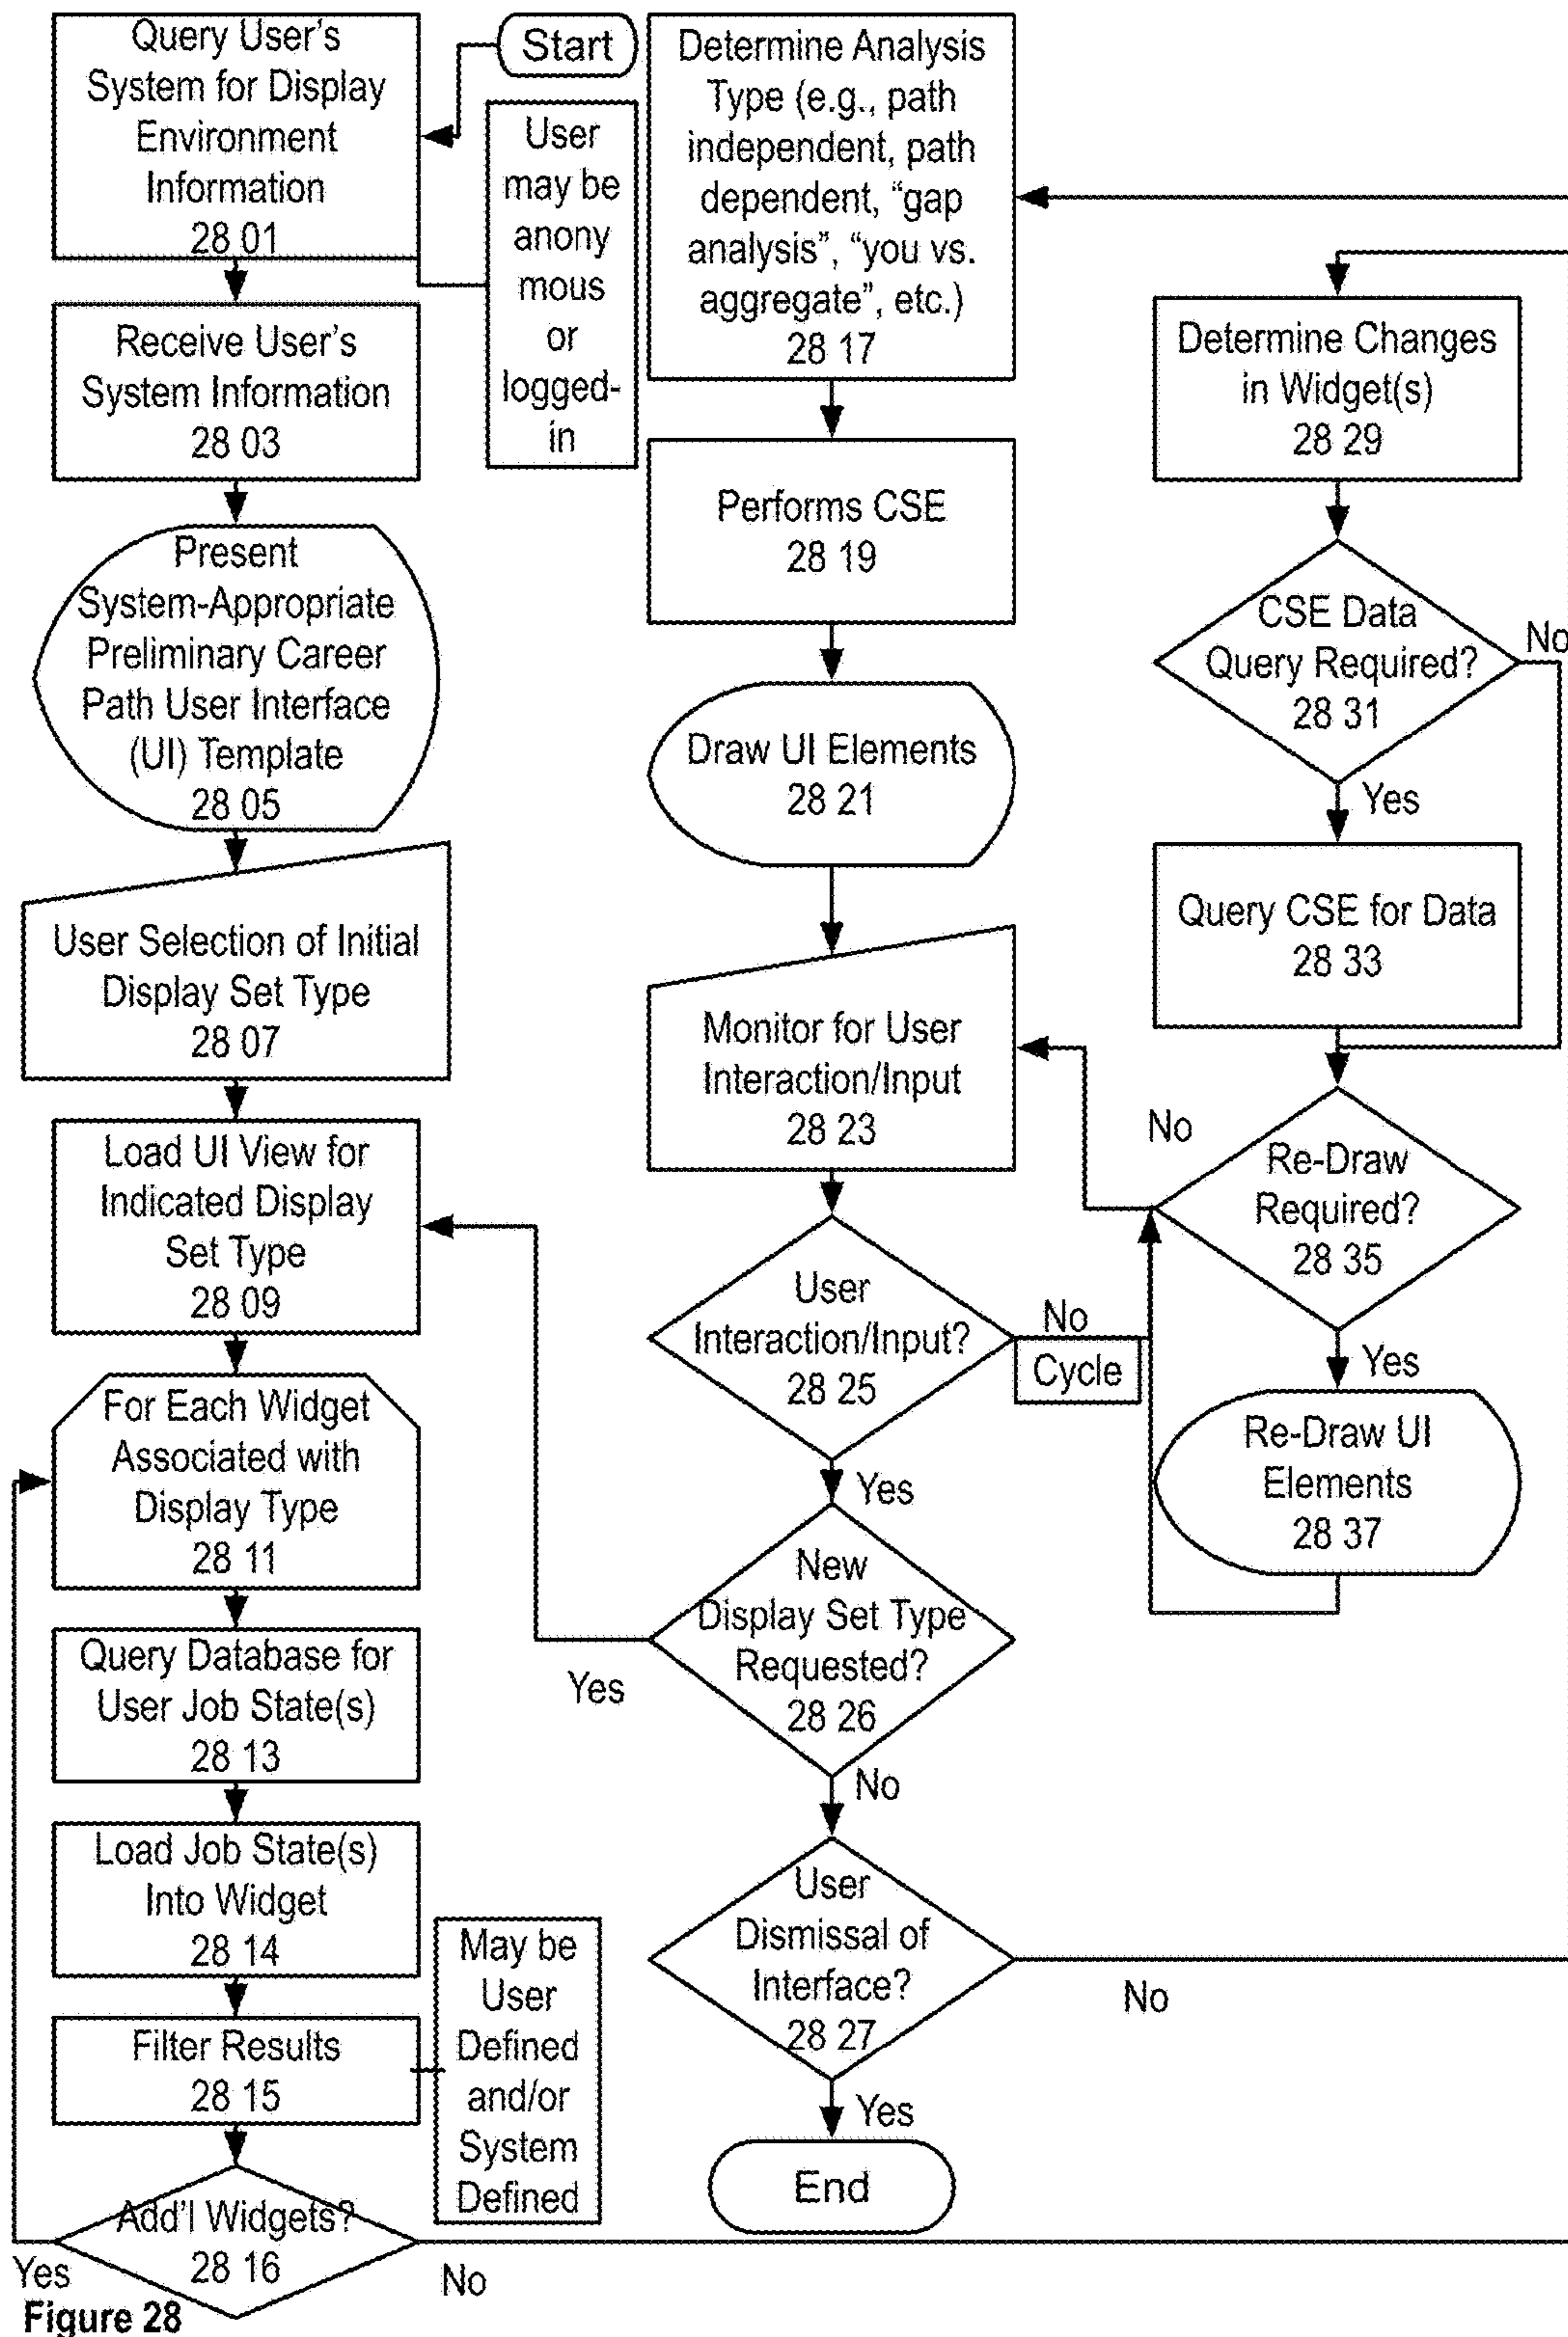 Start
Query User's
System for Display
Environment
Information
28 01
User
may be
anony
mous
or
logged-
in
Receive User's
System Information
28 03
Present
System-Appropriate
Preliminary Career
Path User Interface
(UI) Template
28 05
User Selection of Initial
Display Set Type
28 07
Load UI View for
Indicated Display
Set Type
28 09
For Each Widget
Associated with
Display Type
28 11
Query Database for
User Job State(s)
28 13
Load Job State(s)
Into Widget
28 14
Filter Results
28 15
May be
User
Defined
and/or
System
Defined
Add'l Widgets?
28 16
Yes
No
Determine Analysis
Type (e.g., path
independent, path
dependent, “gap
analysis”, “you vs.
aggregate”, etc.)
28 17
Performs CSE
28 19
Draw UI Elements
28 21
Monitor for User
Interaction/Input
28 23
User
Interaction/Input?
28 25
No
Cycle
Yes
New
Display Set Type
Requested?
28 26
Yes
No
User
Dismissal of
Interface?
28 27
No
Yes
End
Determine Changes
in Widget(s)
28 29
CSE Data
Query Required?
28 31
No
Yes
Query CSE for Data
28 33
Re-Draw
Required?
28 35
No
Yes
Re-Draw UI
Elements
28 37
Figure 28